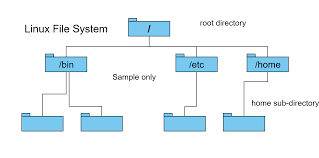 Linux File System
/
root directory
/bin
/etc
/home
Sample only
home sub-directory